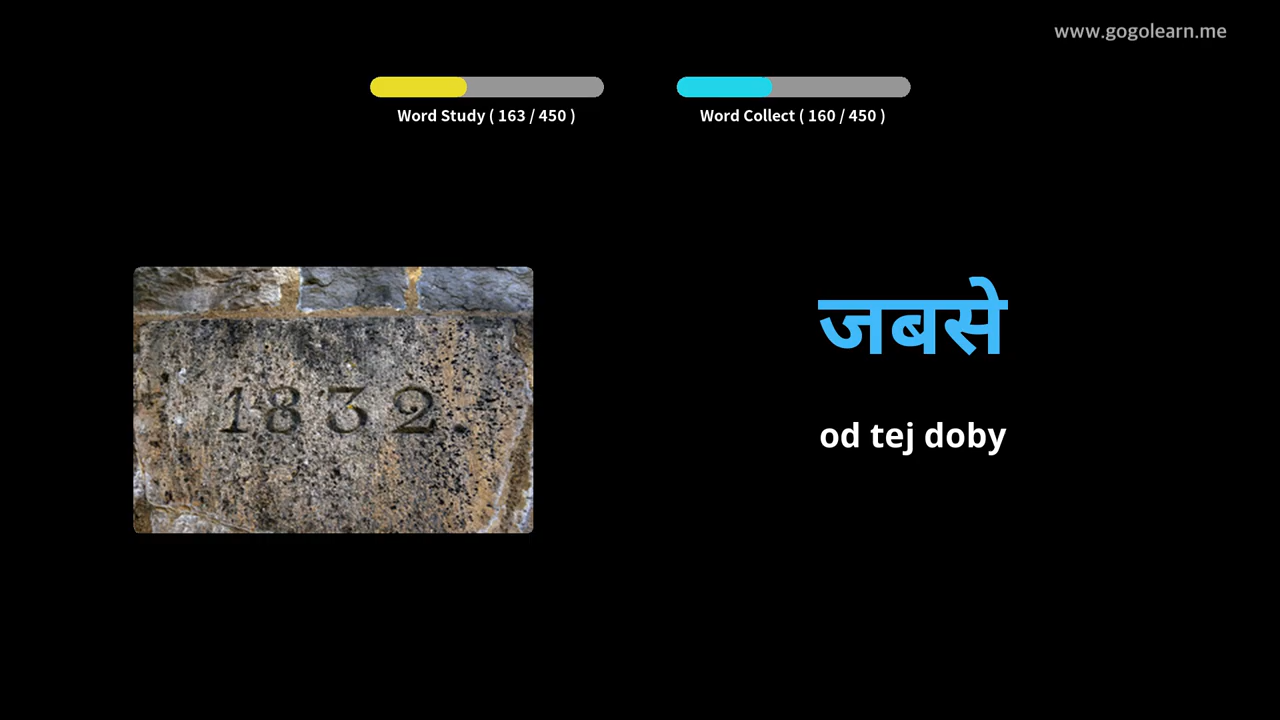 www.gogolearn.me
Word Study ( 163 / 450 )
Word Collect ( 160 / 450 )
1832.
जबसे
od tej doby